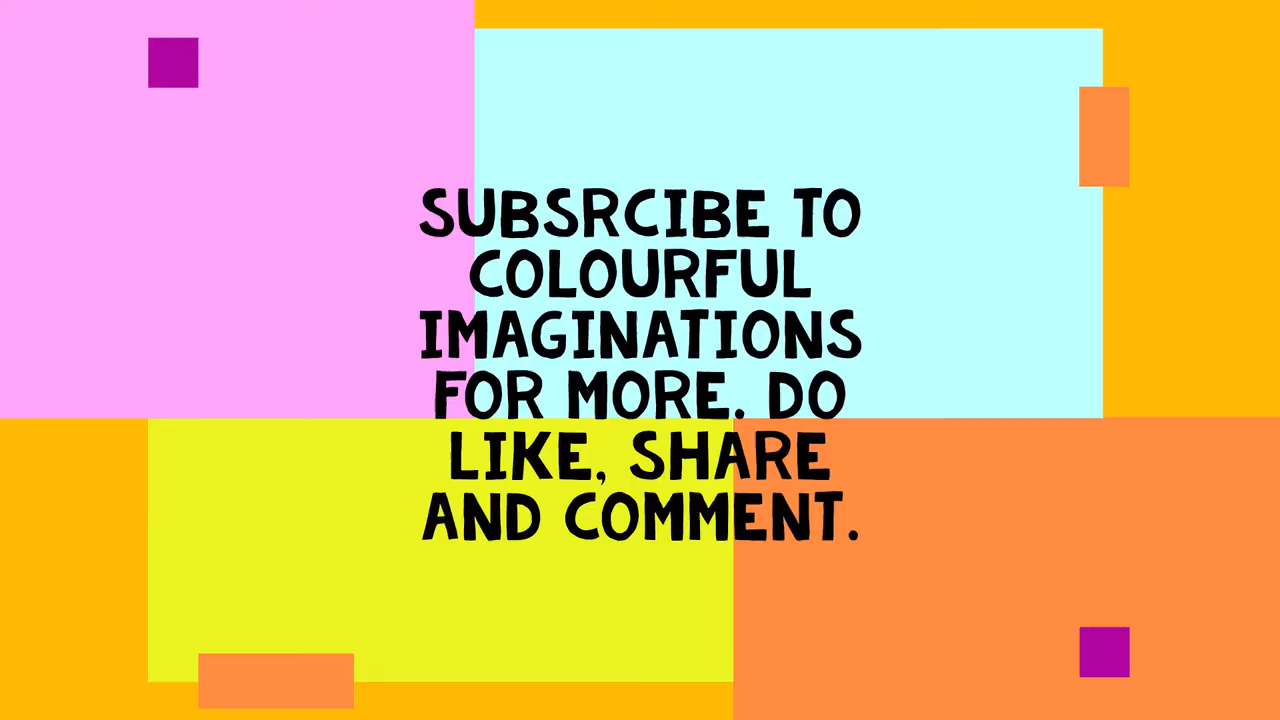 SUBSRCIBE TO
COLOURFUL
IMAGINATIONS
FOR MORE. DO
LIKE, SHARE
AND COMMENT.